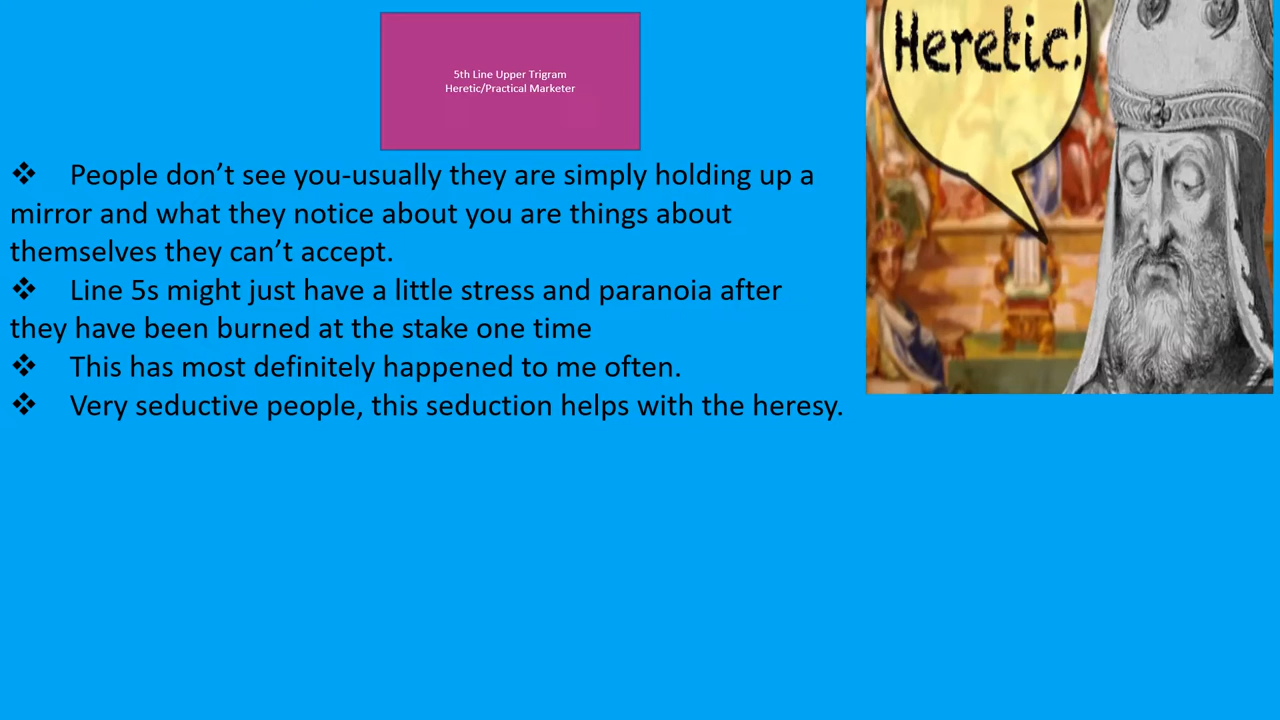 5th Line Upper Trigram
Heretic/Practical Marketer
Heretic!
❖ People don’t see you-usually they are simply holding up a
mirror and what they notice about you are things about
themselves they can’t accept.
❖ Line 5s might just have a little stress and paranoia after
they have been burned at the stake one time
❖ This has most definitely happened to me often.
❖ Very seductive people, this seduction helps with the heresy.